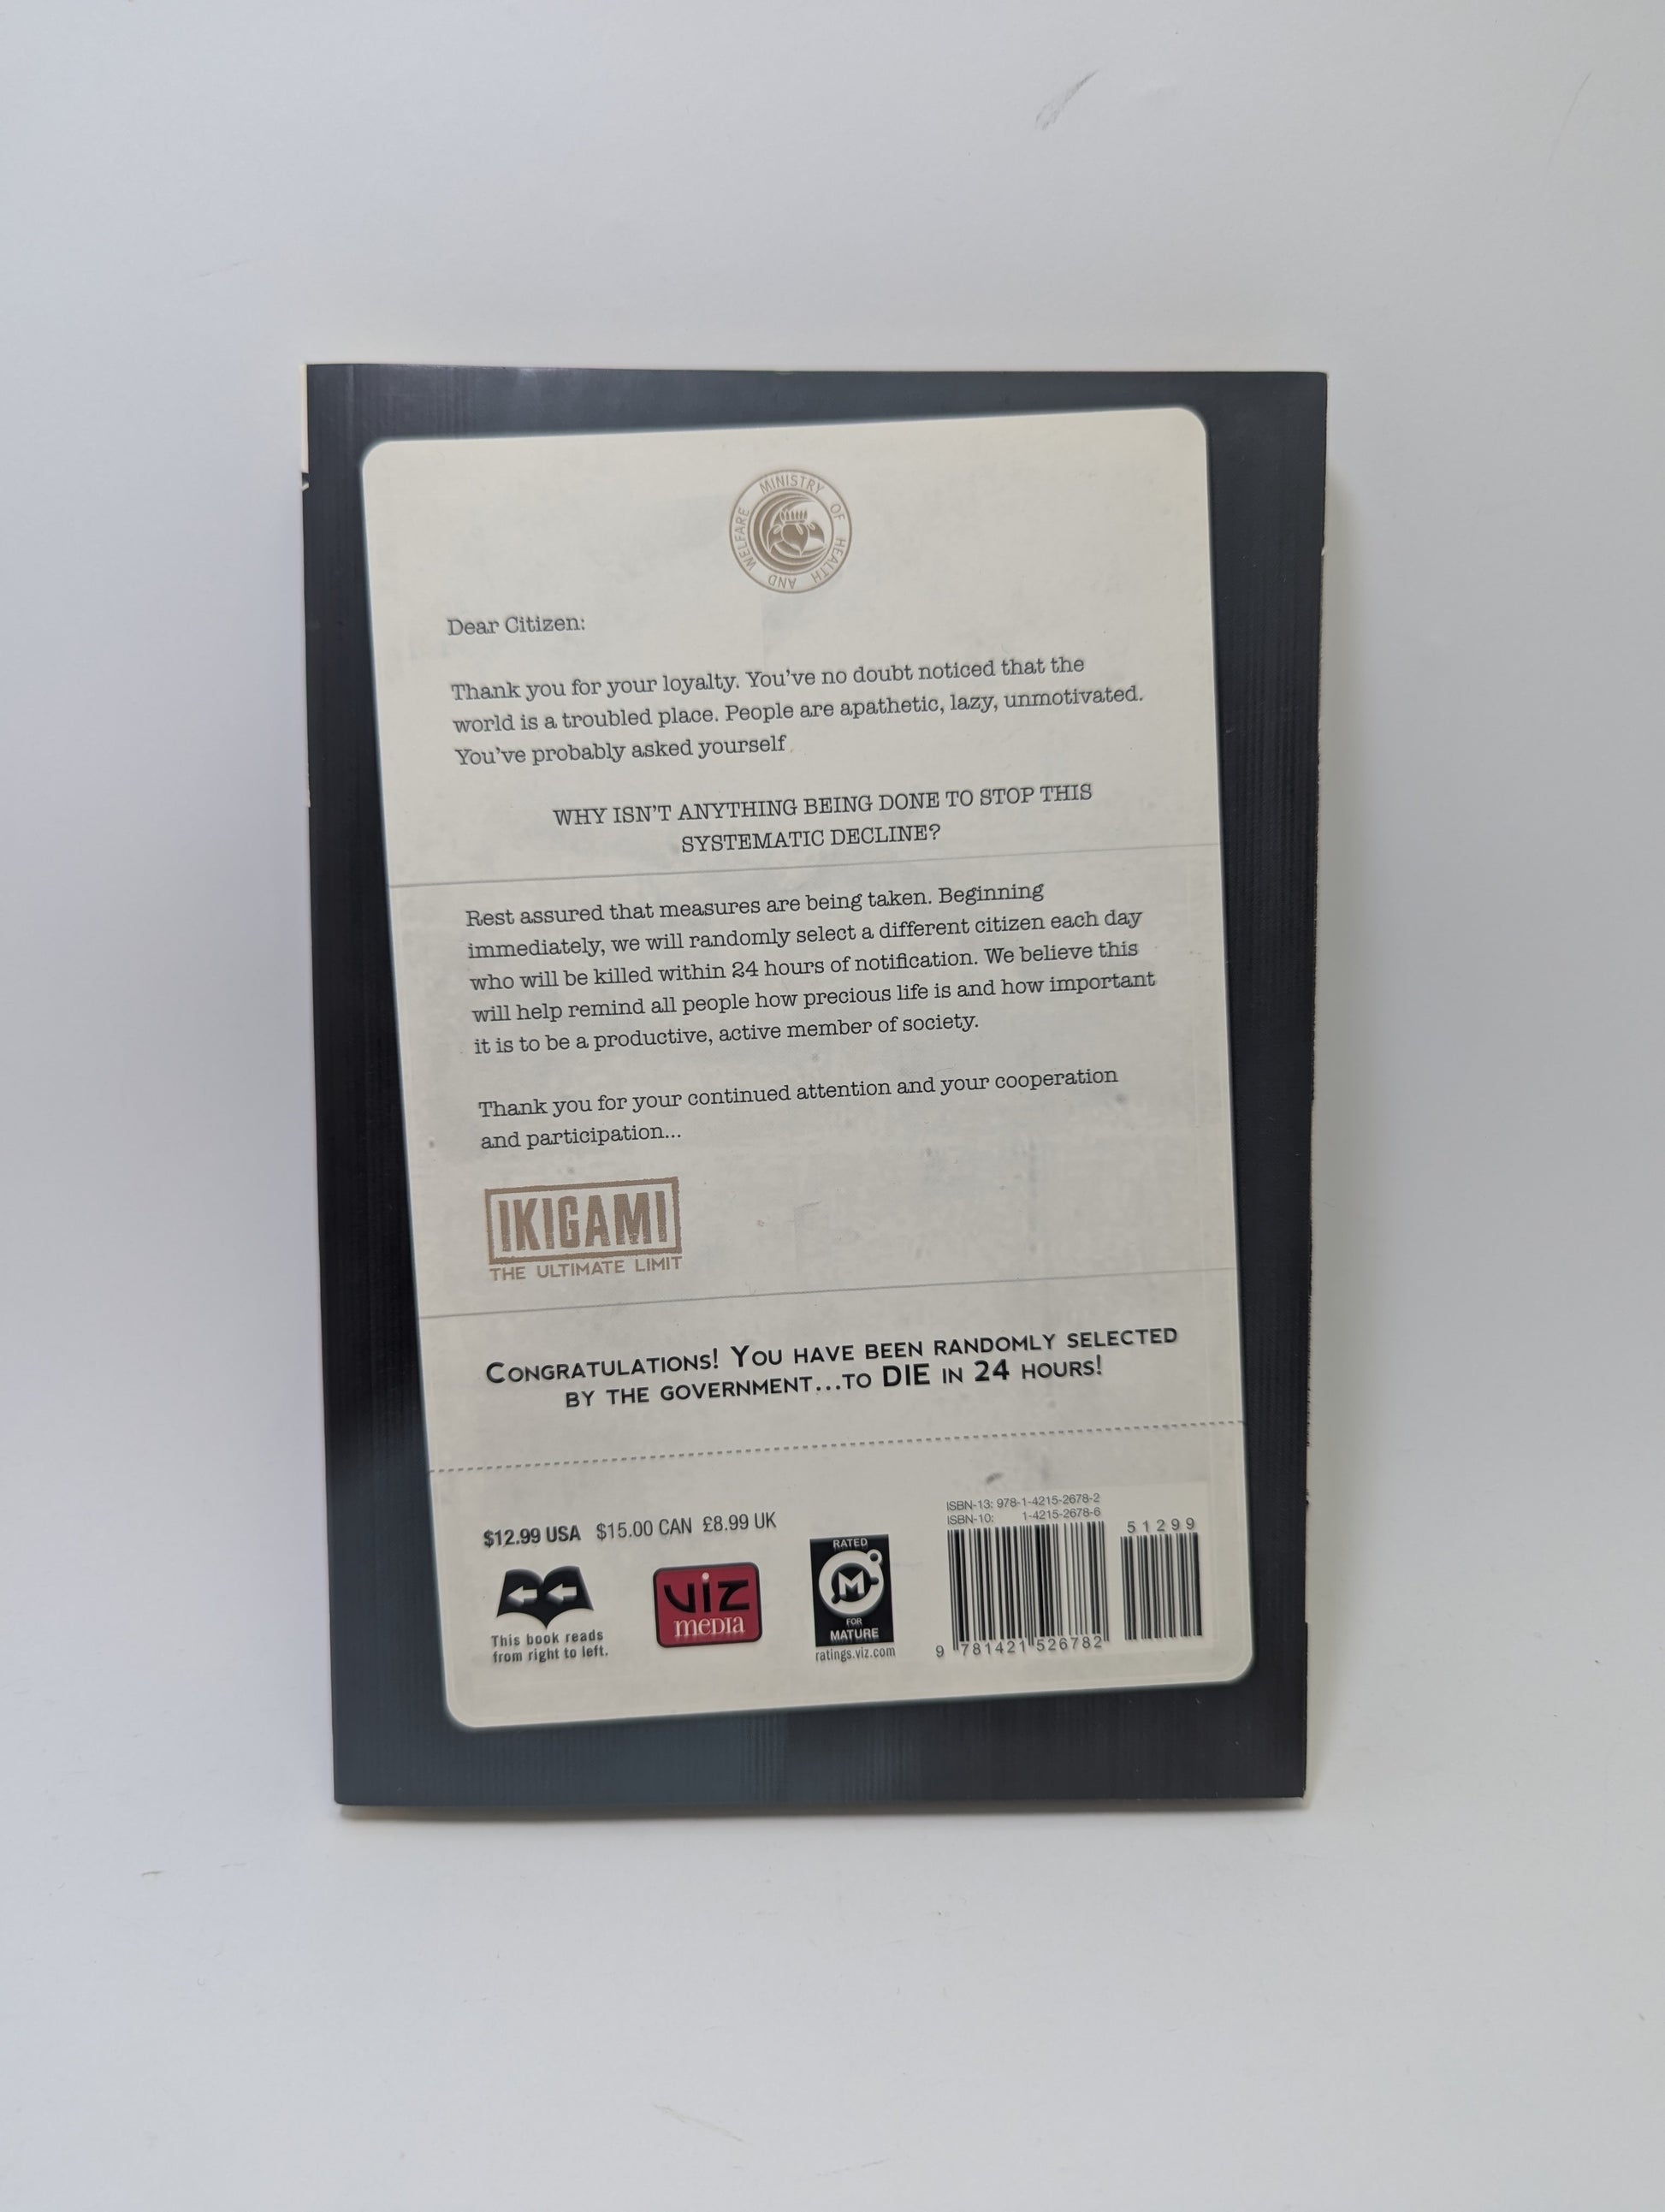 MINISTRY OF HEALTH AND WELFARE
Dear Citizen:
Thank you for your loyalty. You've no doubt noticed that the
world is a troubled place. People are apathetic, lazy, unmotivated.
You've probably asked yourself
WHY ISN'T ANYTHING BEING DONE TO STOP THIS
SYSTEMATIC DECLINE?
Rest assured that measures are being taken. Beginning
immediately, we will randomly select a different citizen each day
who will be killed within 24 hours of notification. We believe this
will help remind all people how precious life is and how important
it is to be a productive, active member of society.
Thank you for your continued attention and your cooperation
and participation...
IKIGAMI
THE ULTIMATE LIMIT
CONGRATULATIONS! YOU HAVE BEEN RANDOMLY SELECTED
BY THE GOVERNMENT...TO DIE IN 24 HOURS!
$12.99 USA $15.00 CAN £8.99 UK
This book reads
from right to left.
VIZ
MEDIA
RATED
M
FOR
MATURE
ratings.viz.com
ISBN-13: 978-1-4215-2678-2
ISBN-10: 1-4215-2678-6
51299
9 781421 526782